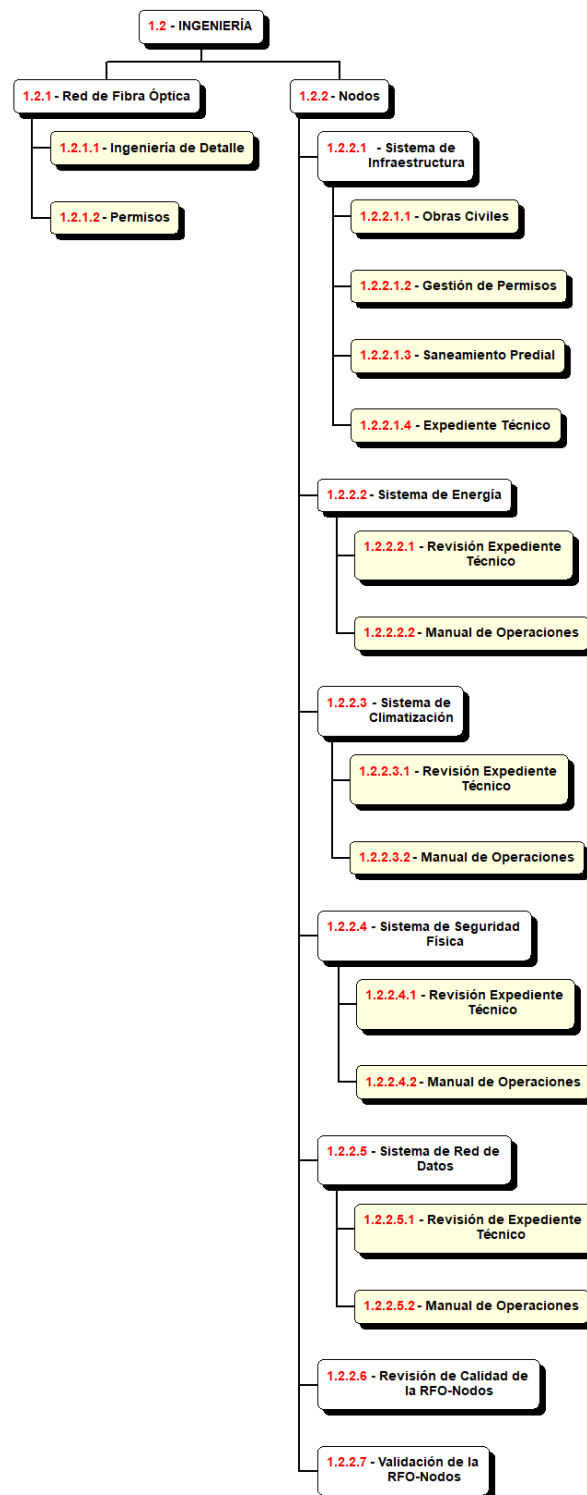 1.2 - INGENIERÍA
1.2.1 - Red de Fibra Óptica
1.2.2 - Nodos
1.2.1.1 - Ingeniería de Detalle
1.2.1.2 - Permisos
1.2.2.1 - Sistema de
Infraestructura
1.2.2.1.1 - Obras Civiles
1.2.2.1.2 - Gestión de Permisos
1.2.2.1.3 - Saneamiento Predial
1.2.2.1.4 - Expediente Técnico
1.2.2.2 - Sistema de Energía
1.2.2.2.1 - Revisión Expediente
Técnico
1.2.2.2.2 - Manual de Operaciones
1.2.2.3 - Sistema de
Climatización
1.2.2.3.1 - Revisión Expediente
Técnico
1.2.2.3.2 - Manual de Operaciones
1.2.2.4 - Sistema de Seguridad
Física
1.2.2.4.1 - Revisión Expediente
Técnico
1.2.2.4.2 - Manual de Operaciones
1.2.2.5 - Sistema de Red de
Datos
1.2.2.5.1 - Revisión de Expediente
Técnico
1.2.2.5.2 - Manual de Operaciones
1.2.2.6 - Revisión de Calidad de
la RFO-Nodos
1.2.2.7 - Validación de la
RFO-Nodos